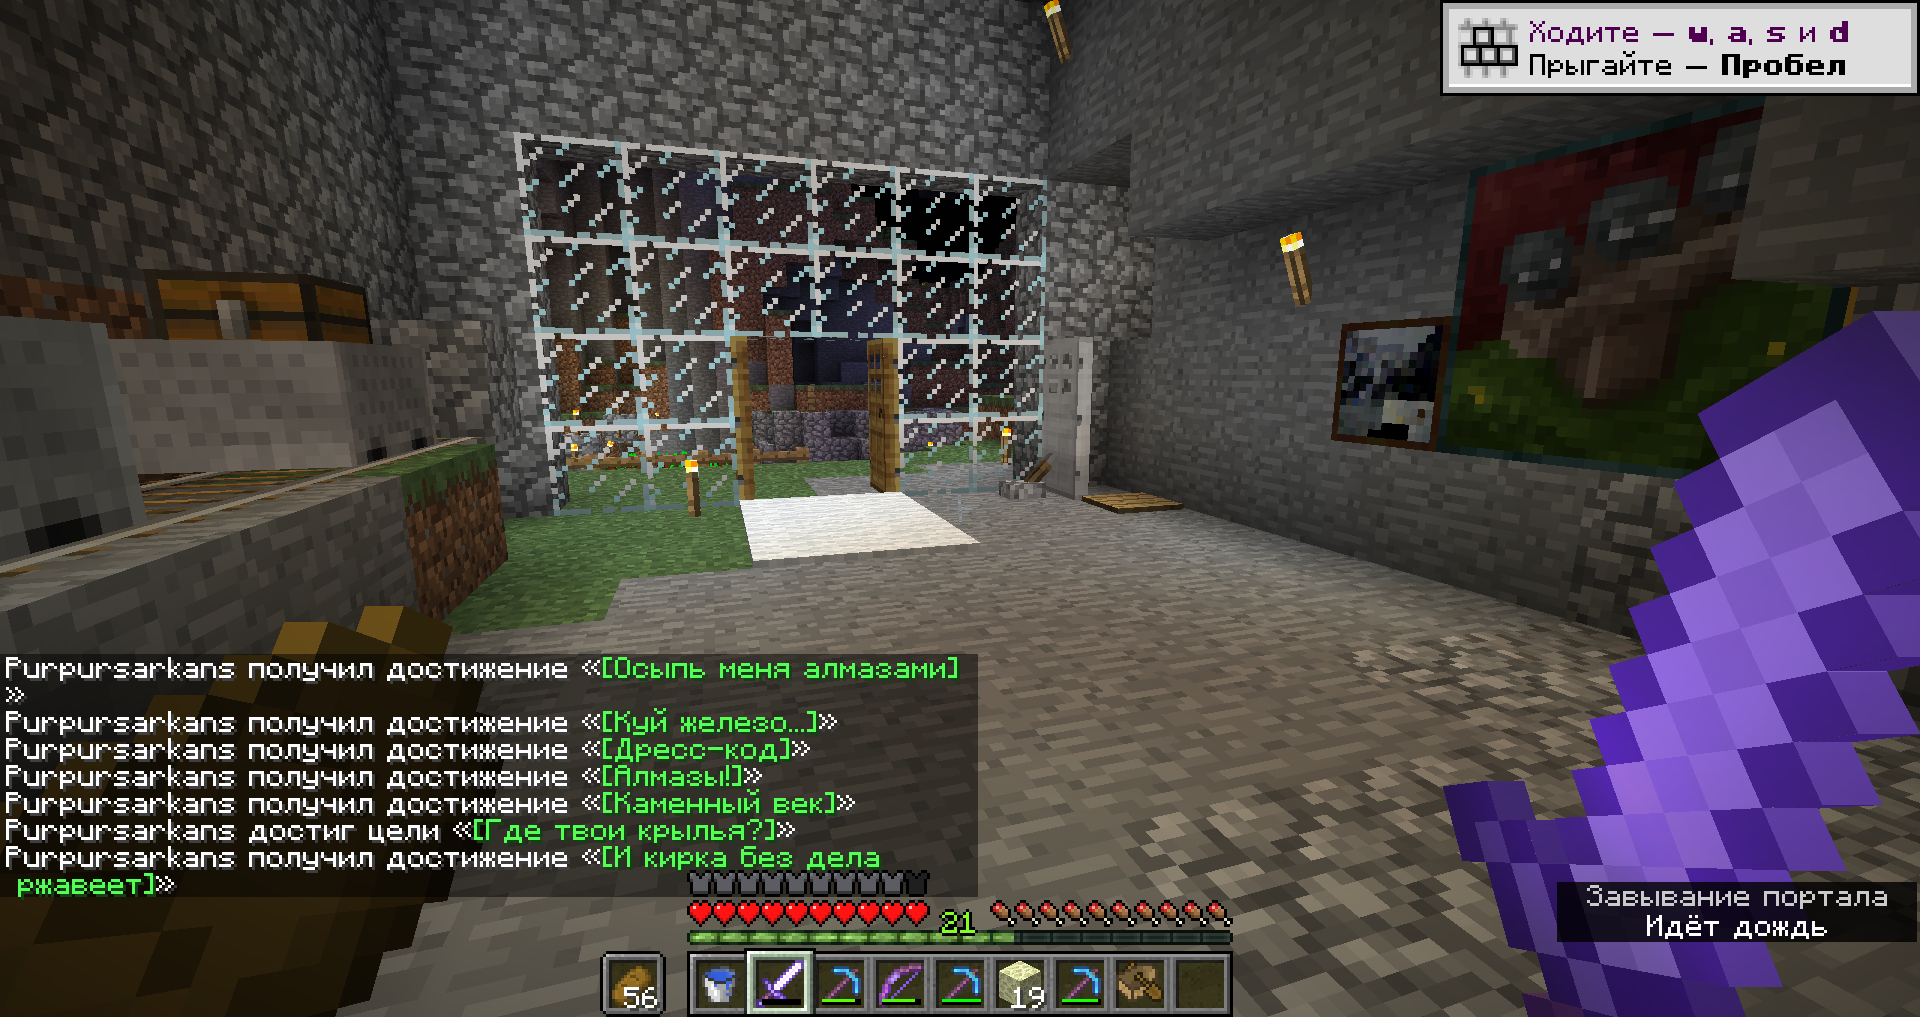 Ходите — w, a, s и d
Прыгайте — Пробел
Purpursarkans получил достижение «[Осыпь меня алмазами]
»
Purpursarkans получил достижение «[Куй железо…]»
Purpursarkans получил достижение «[Дресс-код]»
Purpursarkans получил достижение «[Алмазы!]»
Purpursarkans получил достижение «[Каменный век]»
Purpursarkans достиг цели «[Где твои крылья?]»
Purpursarkans получил достижение «[И кирка без дела
ржавеет]»
Завывание портала
Идёт дождь
21
56
19